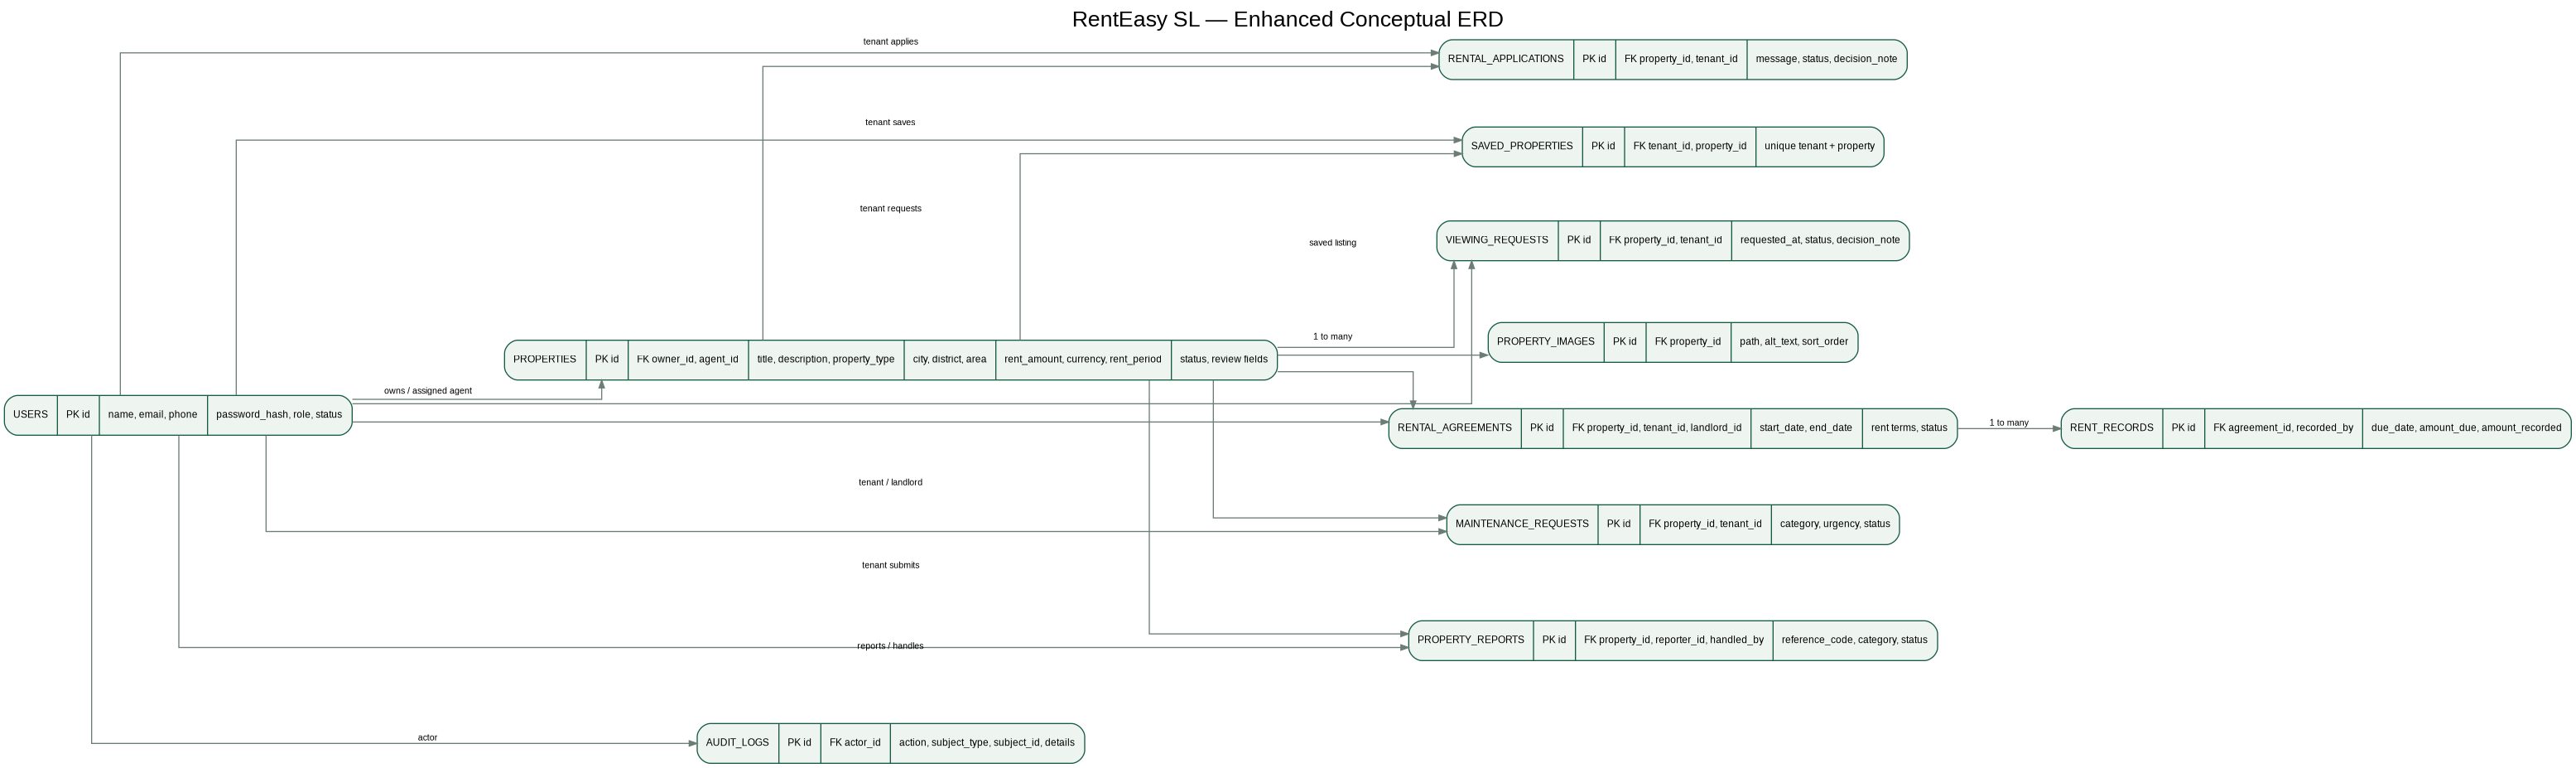 RentEasy SL — Enhanced Conceptual ERD
tenant applies
RENTAL_APPLICATIONS
PK id
FK property_id, tenant_id
message, status, decision_note
tenant saves
SAVED_PROPERTIES
PK id
FK tenant_id, property_id
unique tenant + property
tenant requests
VIEWING_REQUESTS
PK id
FK property_id, tenant_id
requested_at, status, decision_note
saved listing
1 to many
PROPERTY_IMAGES
PK id
FK property_id
path, alt_text, sort_order
PROPERTIES
PK id
FK owner_id, agent_id
title, description, property_type
city, district, area
rent_amount, currency, rent_period
status, review fields
owns / assigned agent
USERS
PK id
name, email, phone
password_hash, role, status
RENTAL_AGREEMENTS
PK id
FK property_id, tenant_id, landlord_id
start_date, end_date
rent terms, status
1 to many
RENT_RECORDS
PK id
FK agreement_id, recorded_by
due_date, amount_due, amount_recorded
tenant / landlord
MAINTENANCE_REQUESTS
PK id
FK property_id, tenant_id
category, urgency, status
tenant submits
PROPERTY_REPORTS
PK id
FK property_id, reporter_id, handled_by
reference_code, category, status
reports / handles
actor
AUDIT_LOGS
PK id
FK actor_id
action, subject_type, subject_id, details